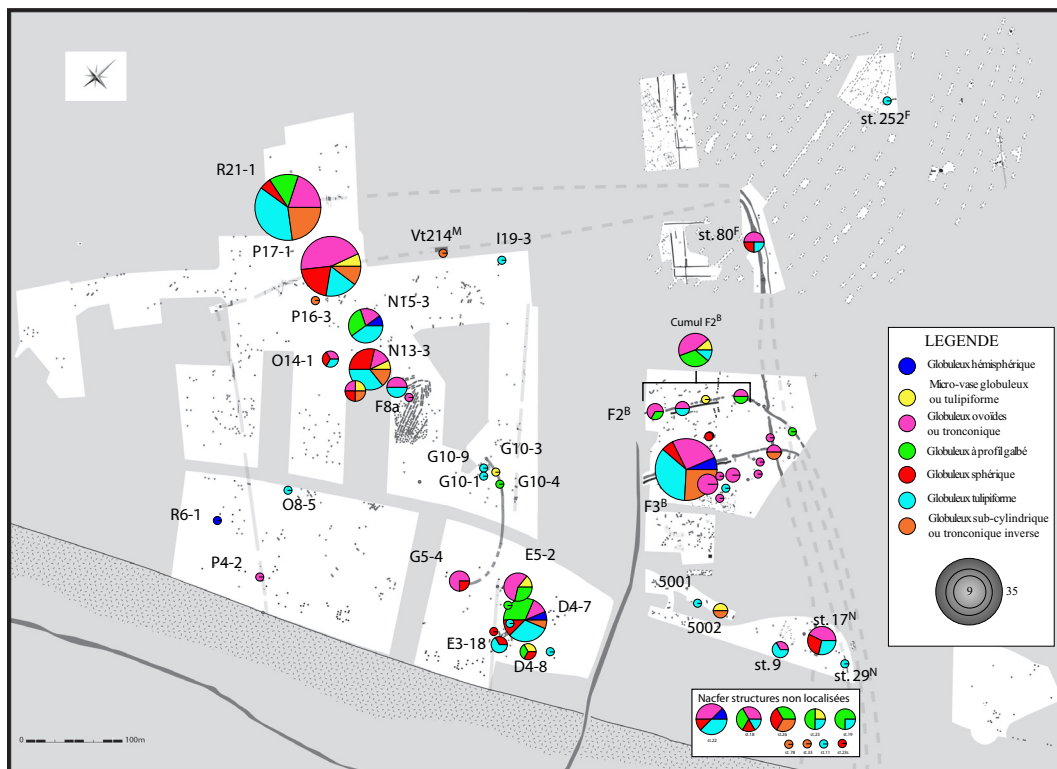 st. 252F
R21-1
P17-1
Vt214M
I19-3
st. 80F
P16-3
N15-3
O14-1
N13-3
F8a
Cumul F2B
F2B
F3B
LEGENDE
Globuleux hémisphérique
Micro-vase globuleux
ou tulipiforme
Globuleux ovoïdes
ou tronconique
Globuleux à profil galbé
Globuleux sphérique
Globuleux tulipiforme
Globuleux sub-cylindrique
ou tronconique inverse
9
35
G10-9
G10-3
G10-1
G10-4
O8-5
R6-1
P4-2
G5-4
E5-2
D4-7
E3-18
D4-8
5001
5002
st. 17N
st. 9
st. 29N
Nacfer structures non localisées
st.22
0
100m